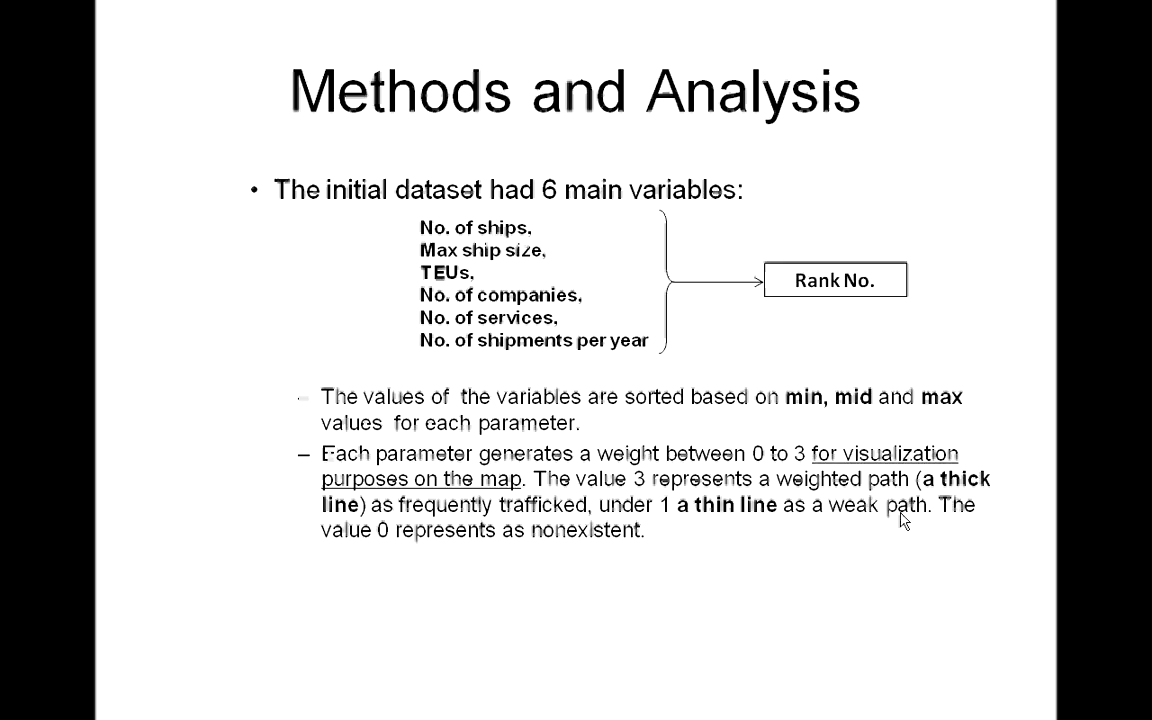 Methods and Analysis
• The initial dataset had 6 main variables:
No. of ships,
Max ship size,
TEUs,
No. of companies,
No. of services,
No. of shipments per year
Rank No.
– The values of the variables are sorted based on min, mid and max
values for each parameter.
– Each parameter generates a weight between 0 to 3 for visualization
purposes on the map. The value 3 represents a weighted path (a thick
line) as frequently trafficked, under 1 a thin line as a weak path. The
value 0 represents as nonexistent.